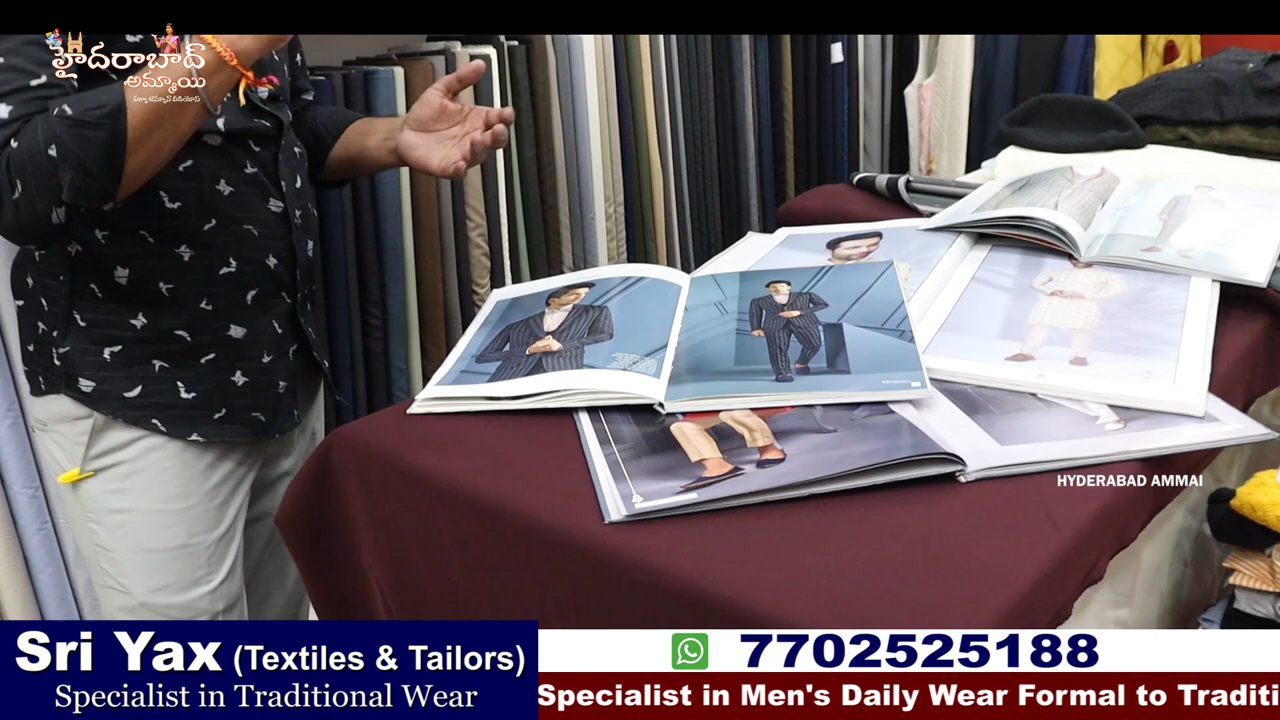 హైదరాబాద్
అమ్మాయి
HYDERABAD AMMAI
Sri Yax (Textiles & Tailors)
Specialist in Traditional Wear
7702525188
Specialist in Men's Daily Wear Formal to Traditi